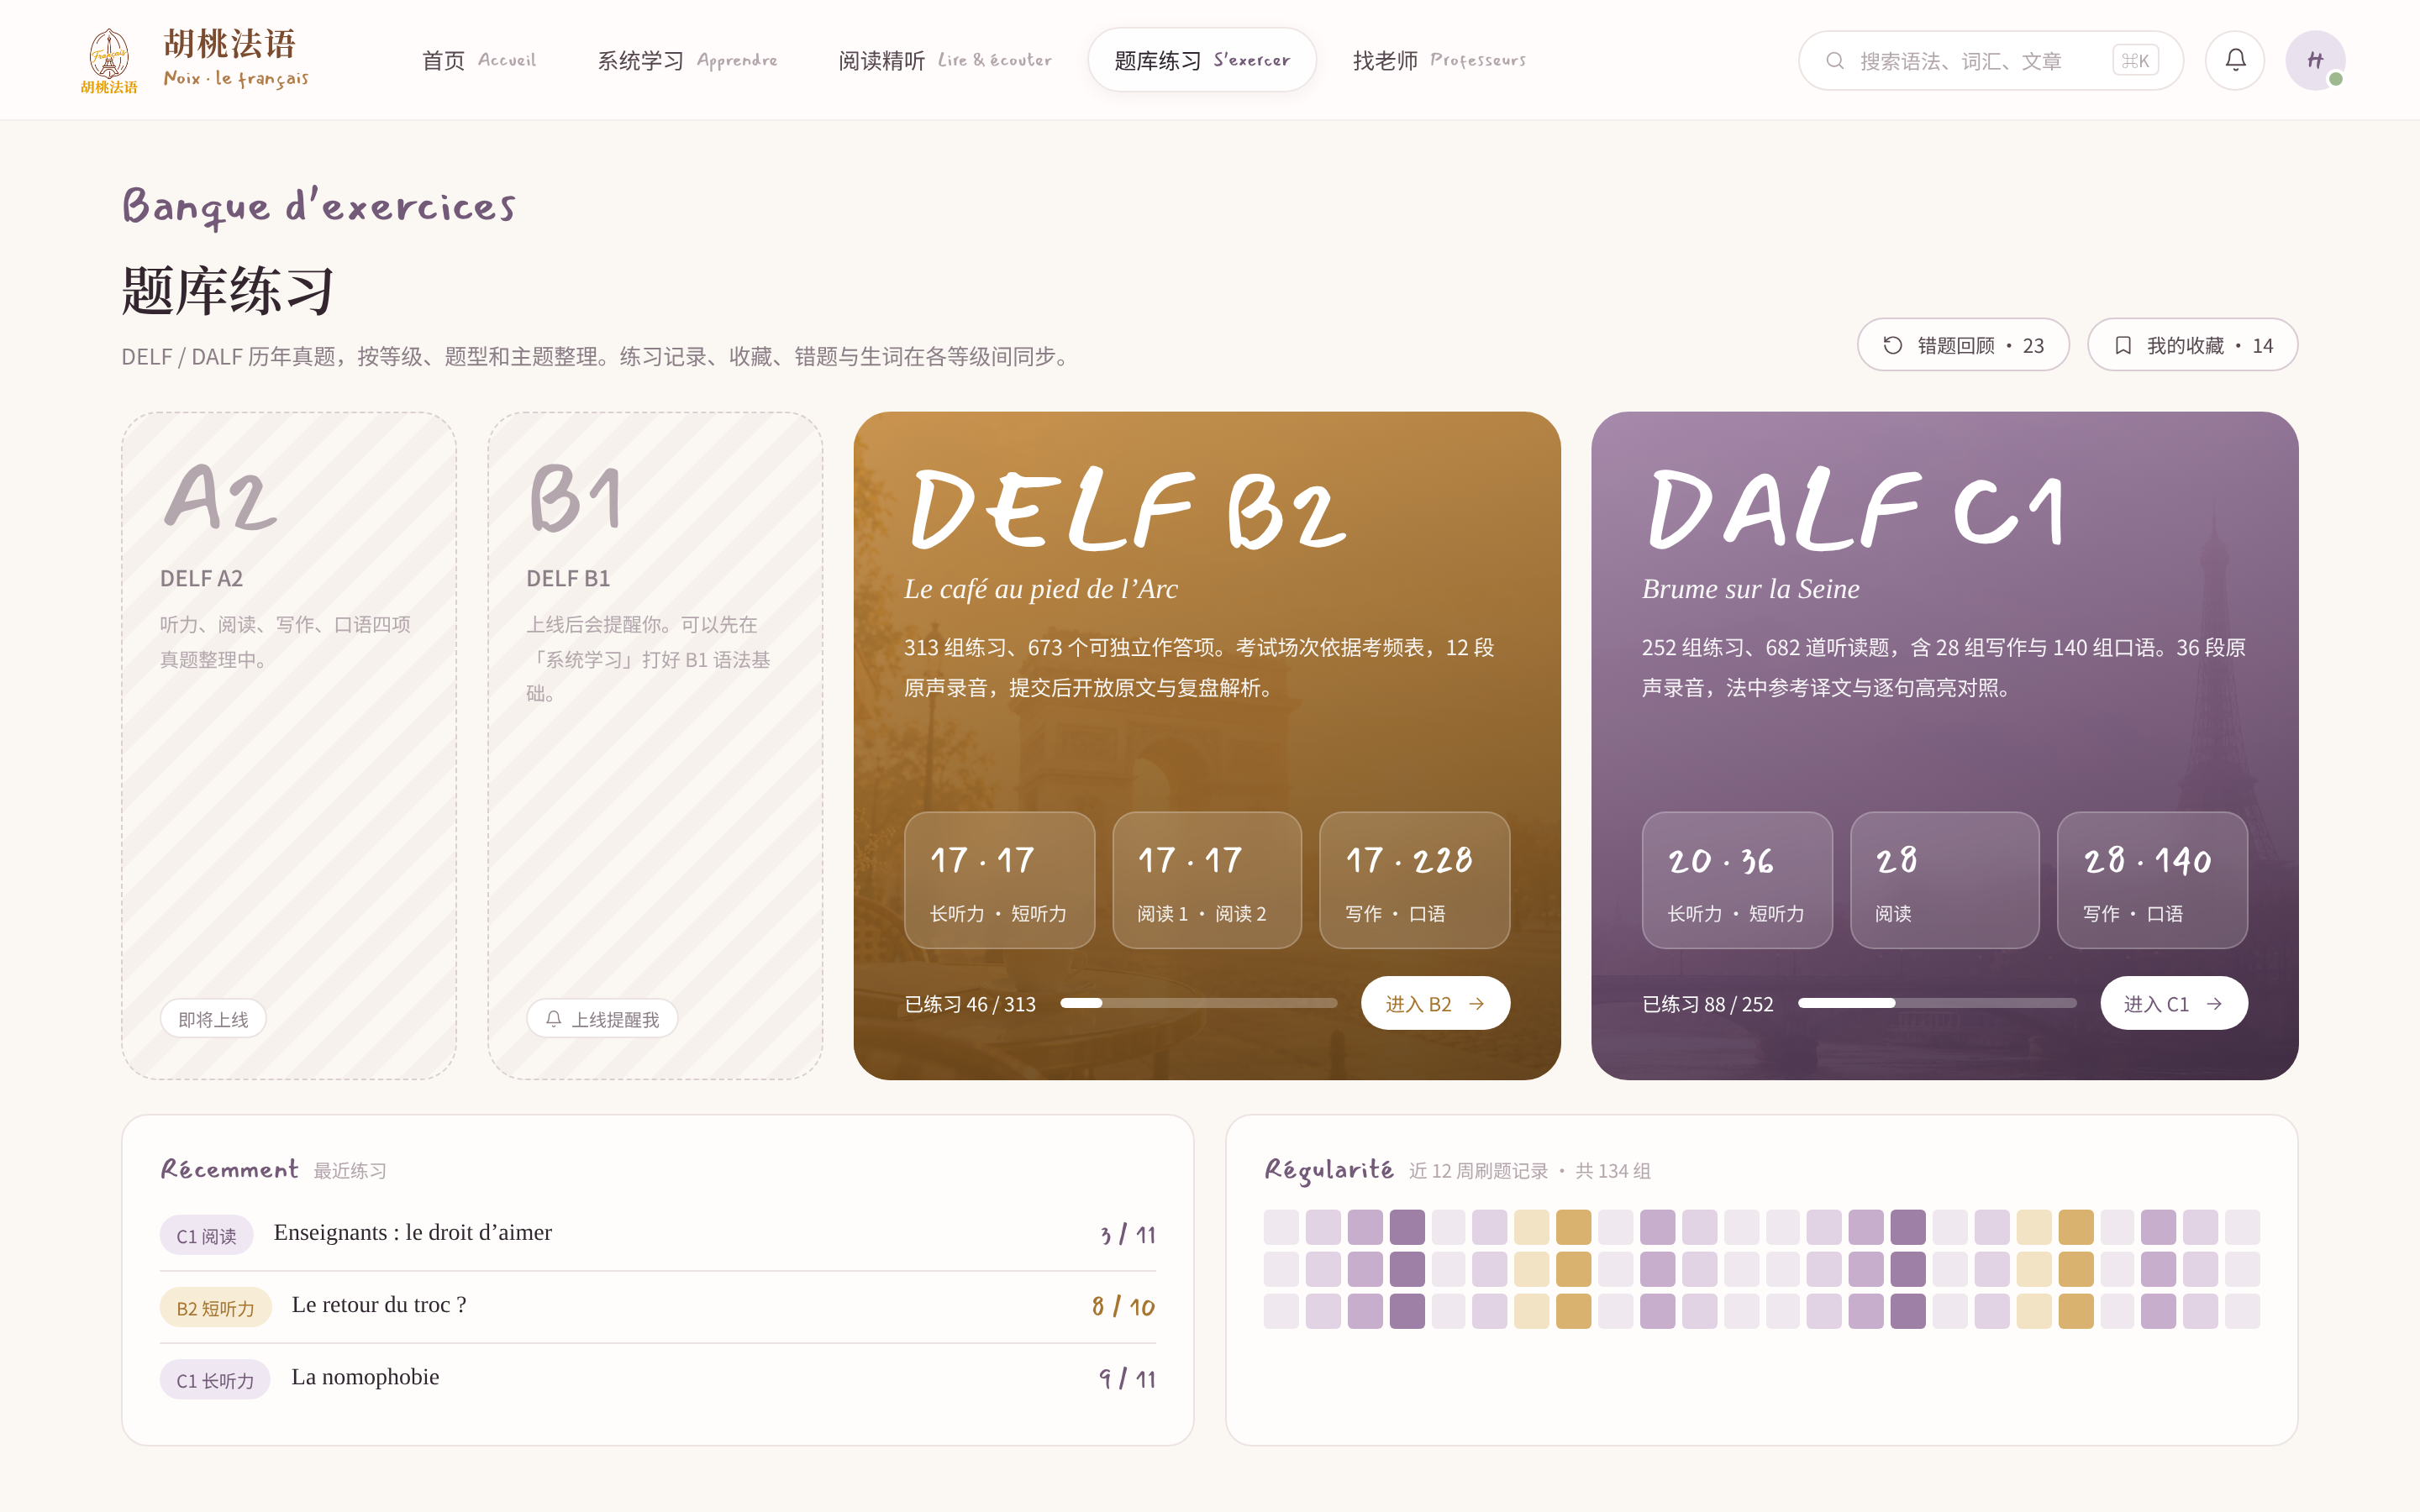 Français
胡桃法语
胡桃法语
Noix · le français
首页 Accueil
系统学习 Apprendre
阅读精听 Lire & écouter
题库练习 S'exercer
找老师 Professeurs
搜索语法、词汇、文章 ⌘K
H
Banque d'exercices
题库练习
DELF / DALF 历年真题，按等级、题型和主题整理。练习记录、收藏、错题与生词在各等级间同步。
错题回顾 · 23
我的收藏 · 14
A2
DELF A2
听力、阅读、写作、口语四项
真题整理中。
即将上线
B1
DELF B1
上线后会提醒你。可以先在
「系统学习」打好 B1 语法基
础。
上线提醒我
DELF B2
Le café au pied de l’Arc
313 组练习、673 个可独立作答项。考试场次依据考频表，12 段
原声录音，提交后开放原文与复盘解析。
17 · 17
长听力 · 短听力
17 · 17
阅读 1 · 阅读 2
17 · 228
写作 · 口语
已练习 46 / 313
进入 B2 →
DALF C1
Brume sur la Seine
252 组练习、682 道听读题，含 28 组写作与 140 组口语。36 段原
声录音，法中参考译文与逐句高亮对照。
20 · 36
长听力 · 短听力
28
阅读
28 · 140
写作 · 口语
已练习 88 / 252
进入 C1 →
Récemment 最近练习
C1 阅读 Enseignants : le droit d’aimer 3 / 11
B2 短听力 Le retour du troc ? 8 / 10
C1 长听力 La nomophobie 9 / 11
Régularité 近 12 周刷题记录 · 共 134 组